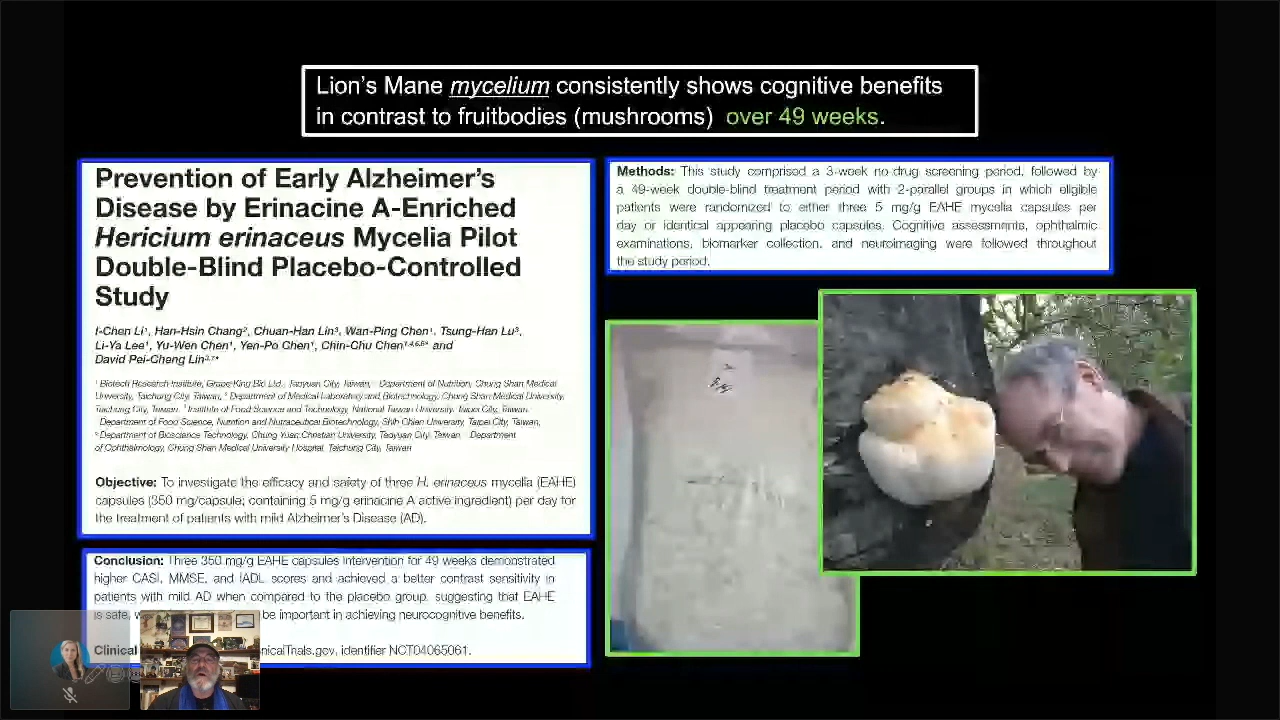 Lion's Mane mycelium consistently shows cognitive benefits
in contrast to fruitbodies (mushrooms) over 49 weeks.
Prevention of Early Alzheimer's
Disease by Erinacine A-Enriched
Hericium erinaceus Mycelia Pilot
Double-Blind Placebo-Controlled
Study
I-Chen Li¹, Han-Hsin Chang², Chuan-Han Lin³, Wan-Ping Chen¹, Tsung-Han Lu³,
Li-Ya Lee¹, Yu-Wen Chen¹, Yen-Po Chen¹, Chin-Chu Chen¹,⁴,⁵,⁶* and
David Pei-Cheng Lin³,⁷*
¹ Biotech Research Institute, Grape King Bio Ltd., Taoyuan City, Taiwan, Department of Nutrition, Chung Shan Medical
University, Taichung City, Taiwan, ³ Department of Medical Laboratory and Biotechnology, Chung Shan Medical University,
Taichung City, Taiwan, Institute of Food Science and Technology, National Taiwan University, Taipei City, Taiwan,
Department of Food Science, Nutrition and Nutraceutical Biotechnology, Shih Chien University, Taipei City, Taiwan,
⁶ Department of Bioscience Technology, Chung Yuan Christian University, Taoyuan City, Taiwan, Department
of Ophthalmology, Chung Shan Medical University Hospital, Taichung City, Taiwan
Objective: To investigate the efficacy and safety of three H. erinaceus mycelia (EAHE)
capsules (350 mg/capsule; containing 5 mg/g erinacine A active ingredient) per day for
the treatment of patients with mild Alzheimer's Disease (AD).
Methods: This study comprised a 3-week no-drug screening period, followed by
a 49-week double-blind treatment period with 2-parallel groups in which eligible
patients were randomized to either three 5 mg/g EAHE mycelia capsules per
day or identical appearing placebo capsules. Cognitive assessments, ophthalmic
examinations, biomarker collection, and neuroimaging were followed throughout
the study period.
Conclusion: Three 350 mg/g EAHE capsules intervention for 49 weeks demonstrated
higher CASI, MMSE, and IADL scores and achieved a better contrast sensitivity in
patients with mild AD when compared to the placebo group, suggesting that EAHE
is safe, be important in achieving neurocognitive benefits.
Clinical nicalTrials.gov, identifier NCT04065061.